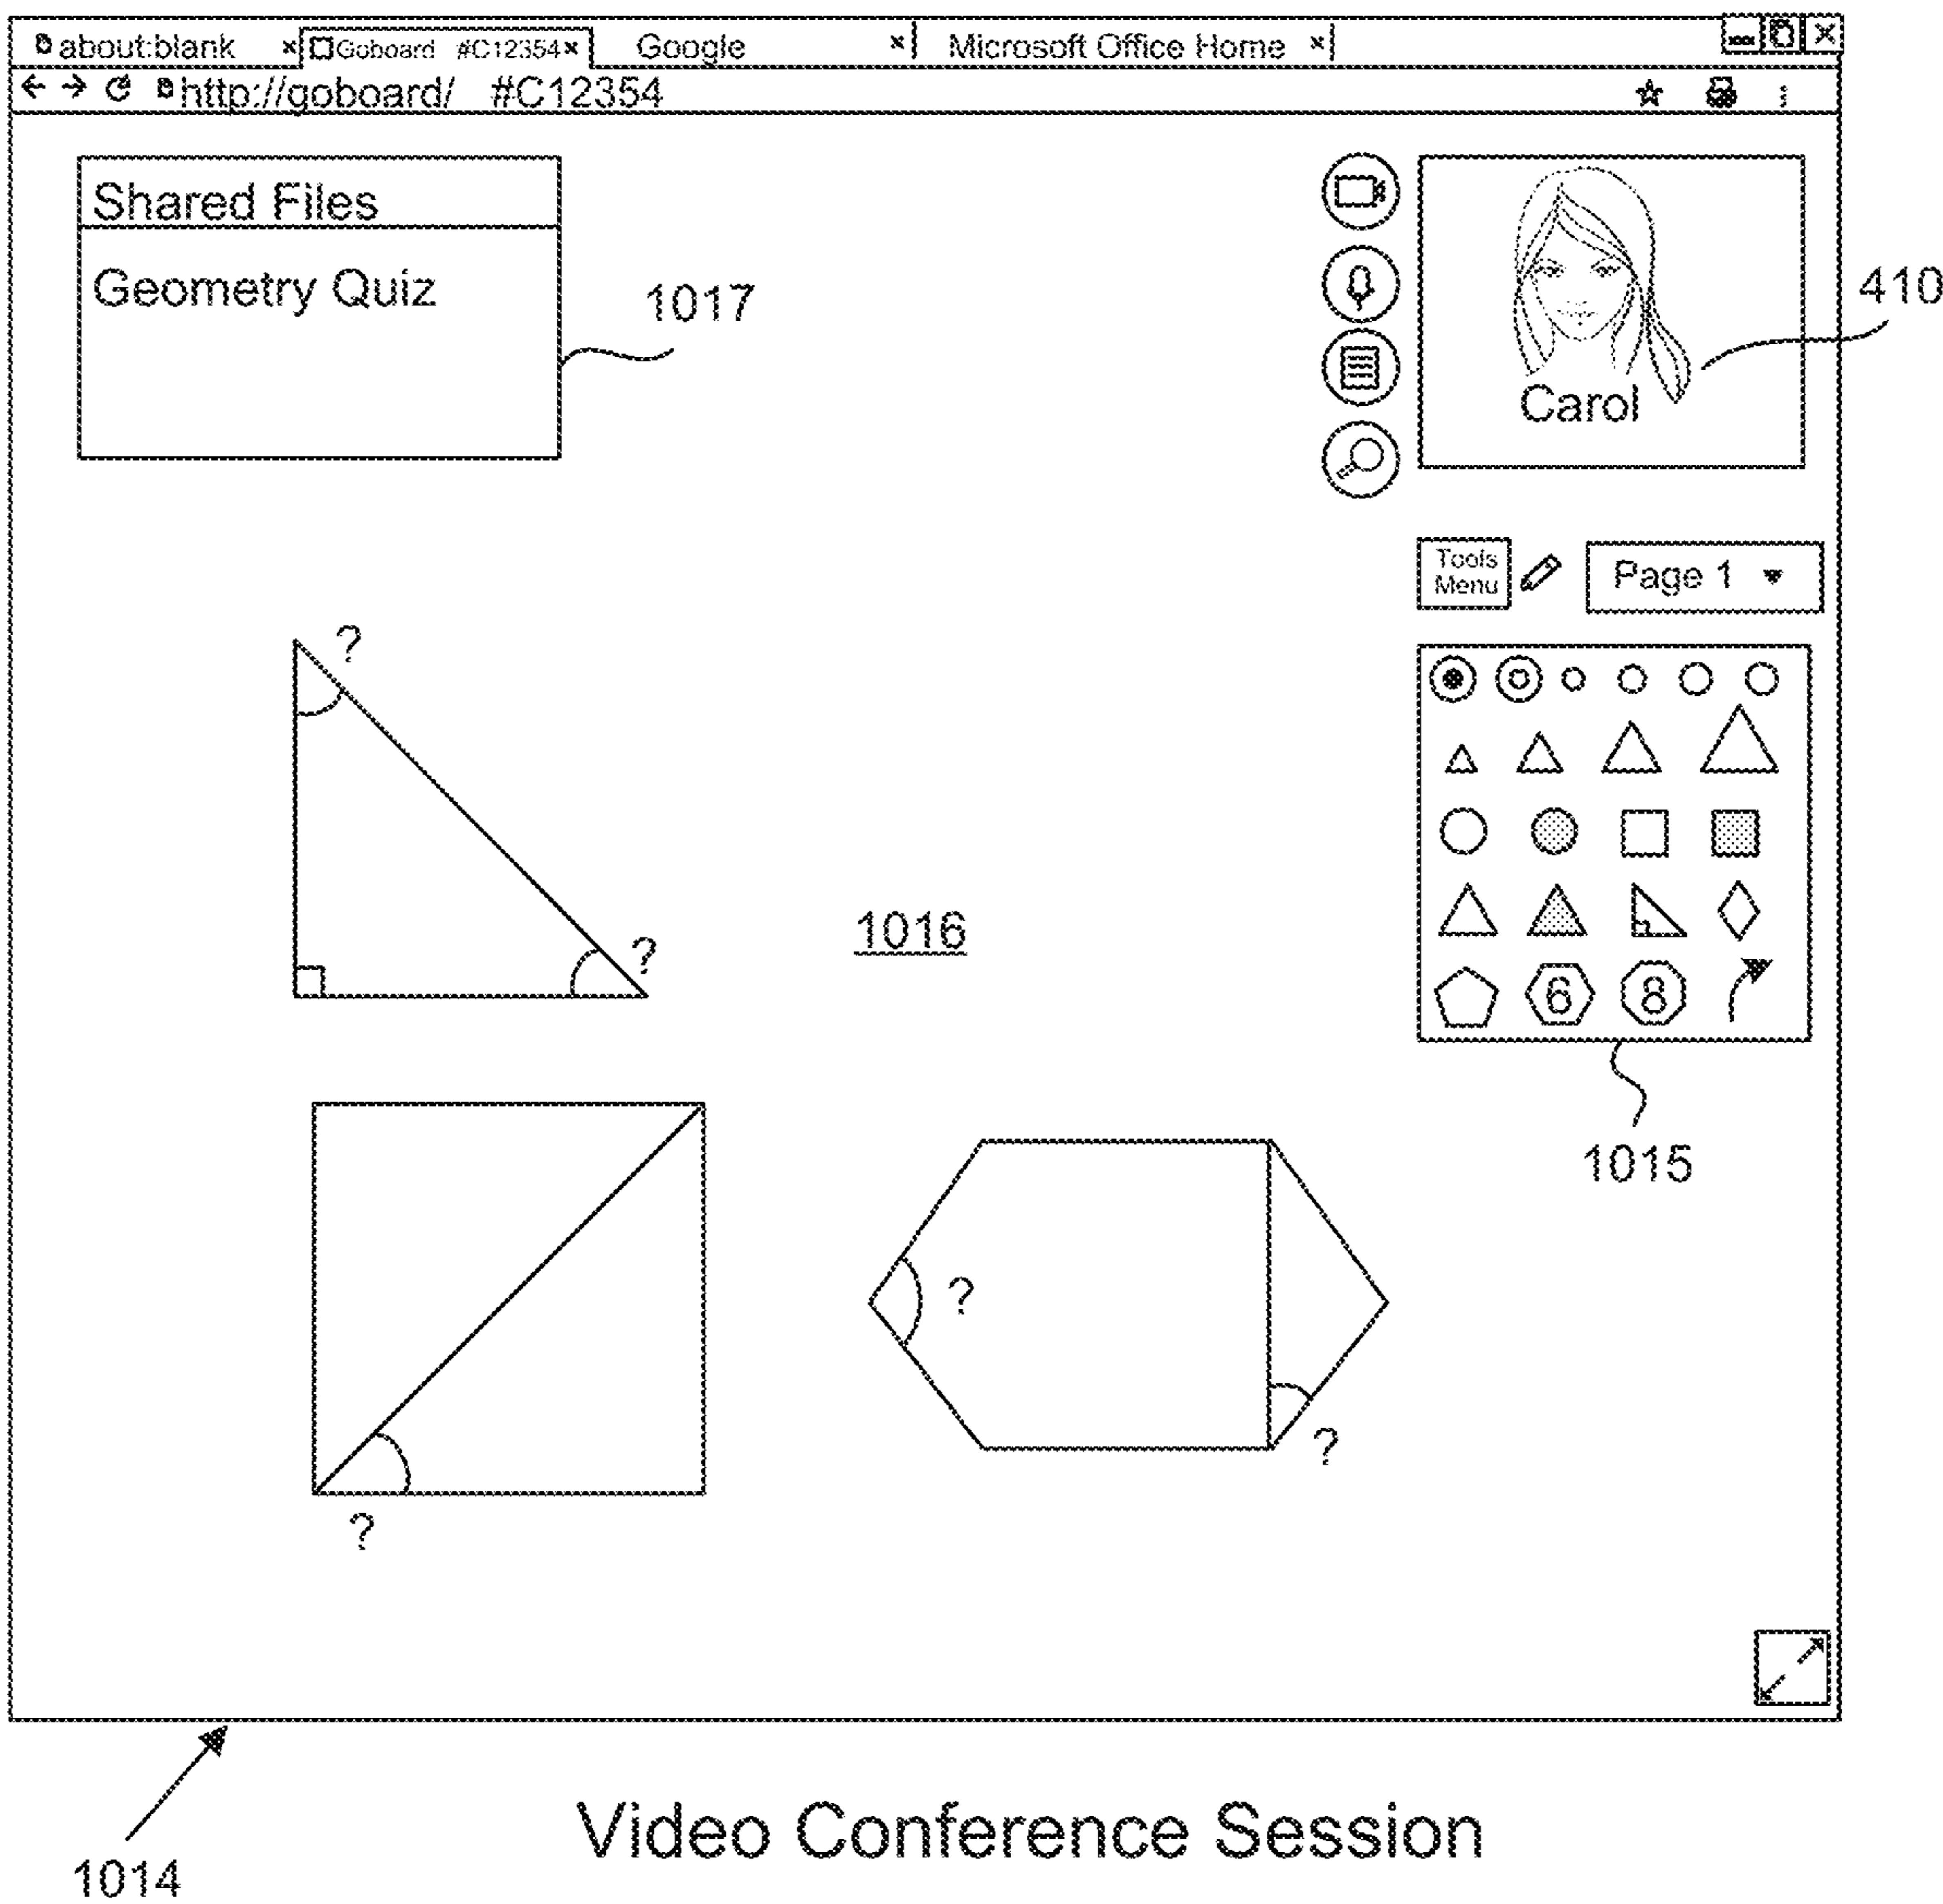 about:blank × Goboard #C12354× Google × Microsoft Office Home ×
http://goboard/ #C12354
Shared Files
Geometry Quiz
1017
410
Carol
Tools
Menu
Page 1
?
?
1016
6 8
1015
?
?
?
1014
Video Conference Session